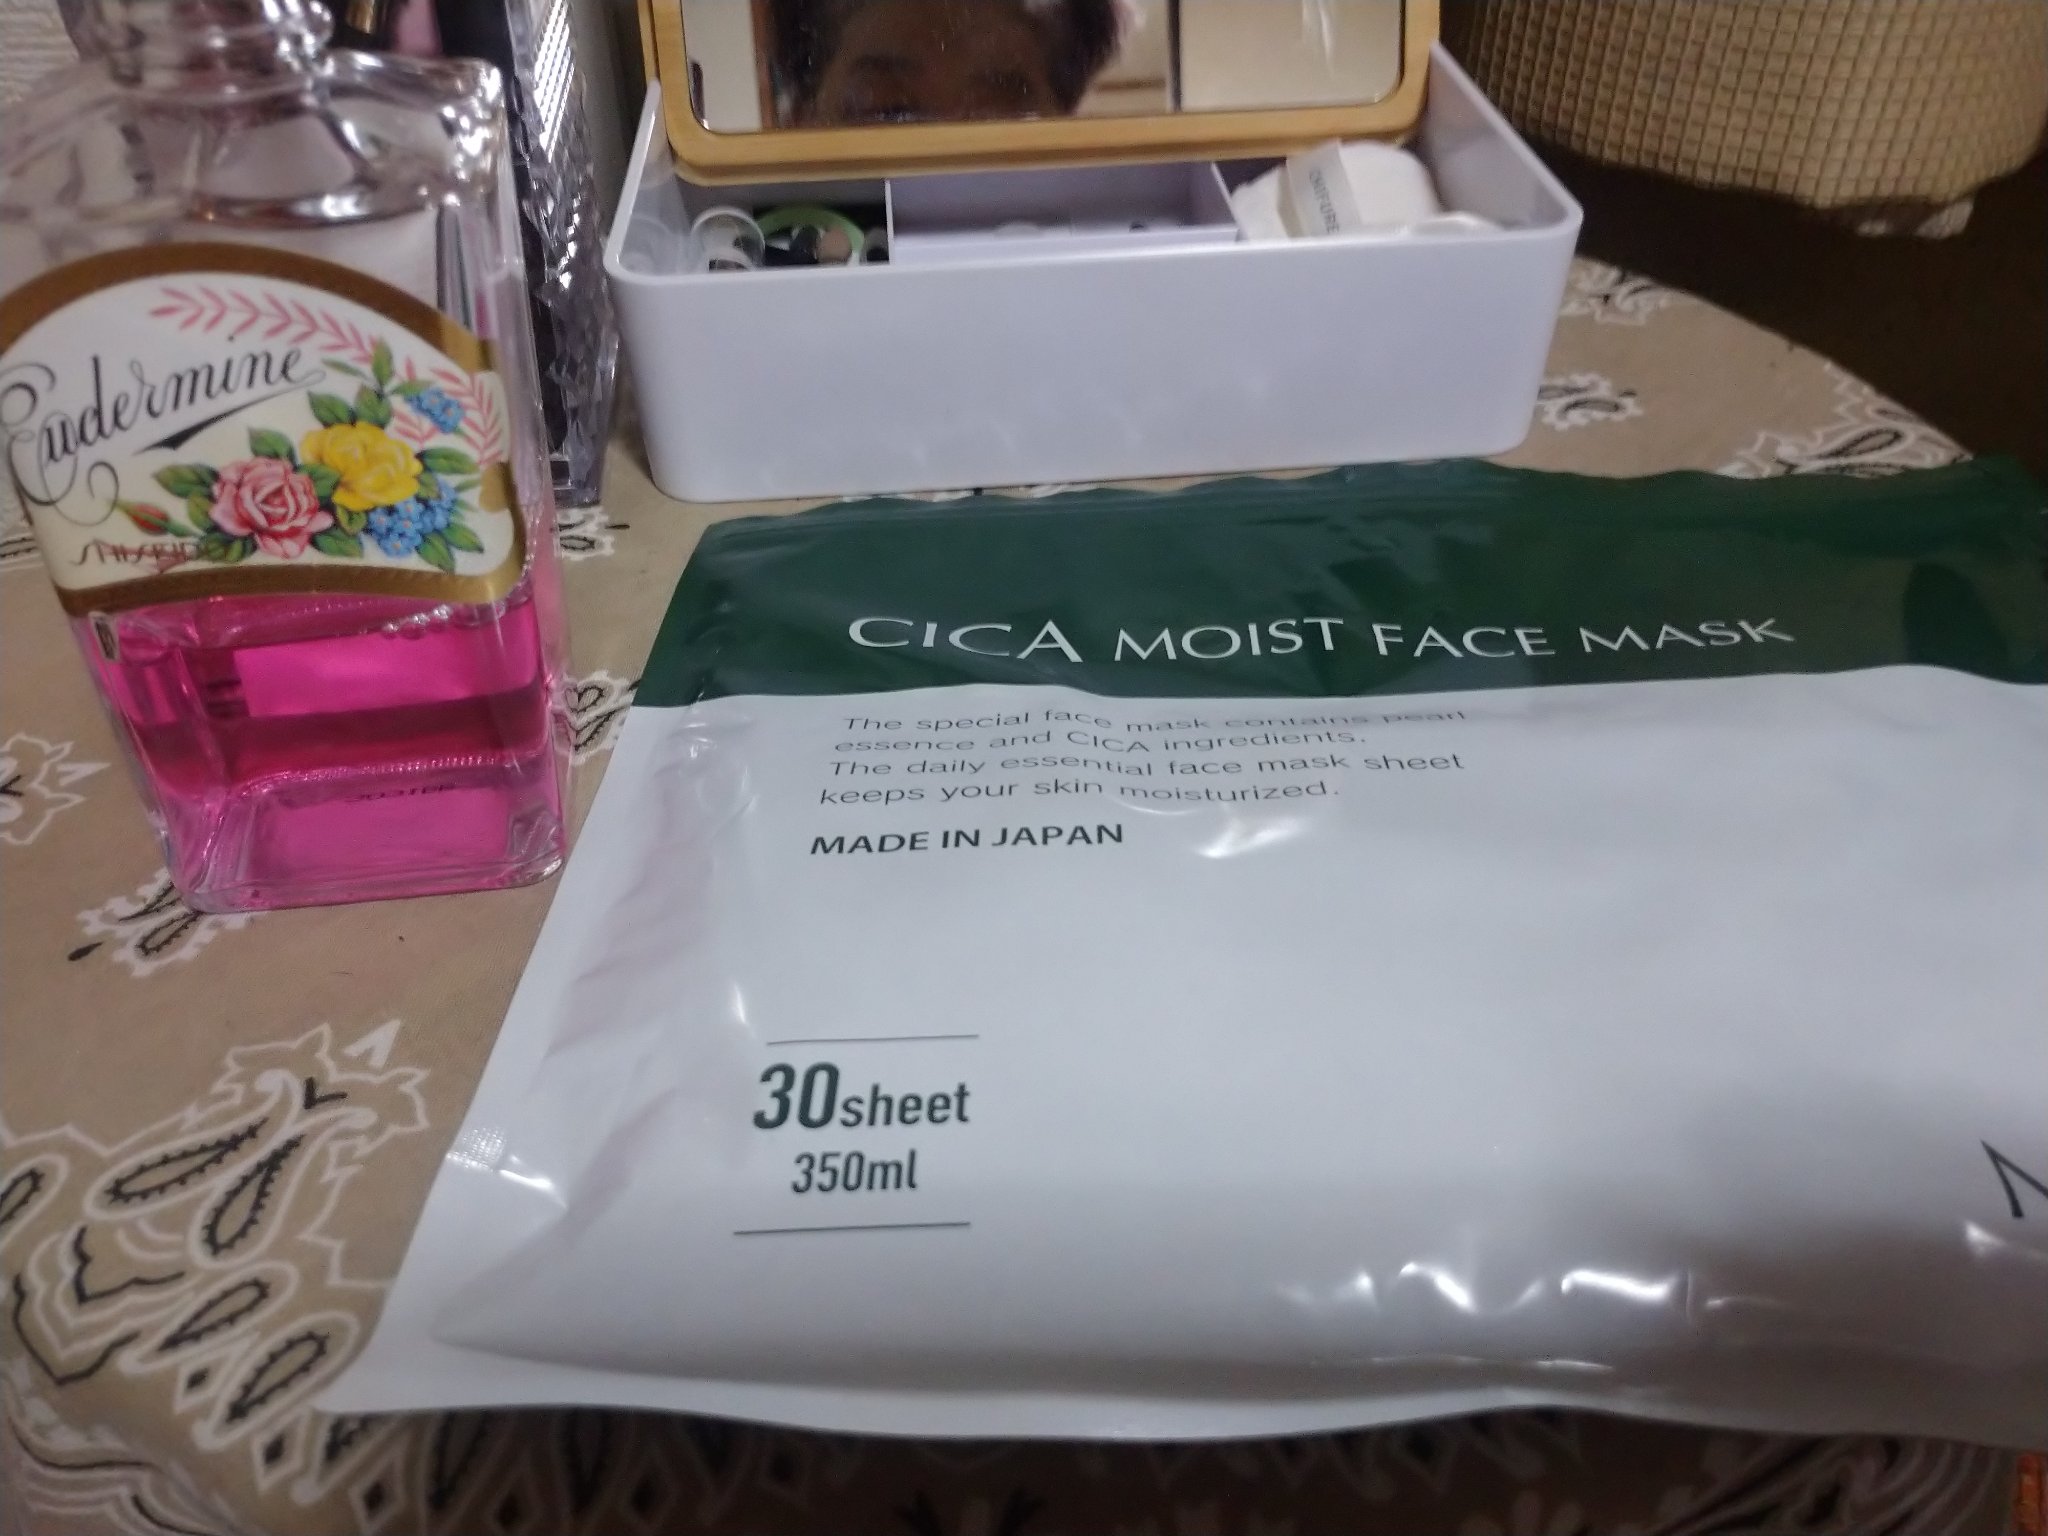 Eudermine
SHISEIDO
CICA MOIST FACE MASK
The special face mask contains pearl
essence and CICA ingredients.
The daily essential face mask sheet
keeps your skin moisturized.
MADE IN JAPAN
30sheet
350ml